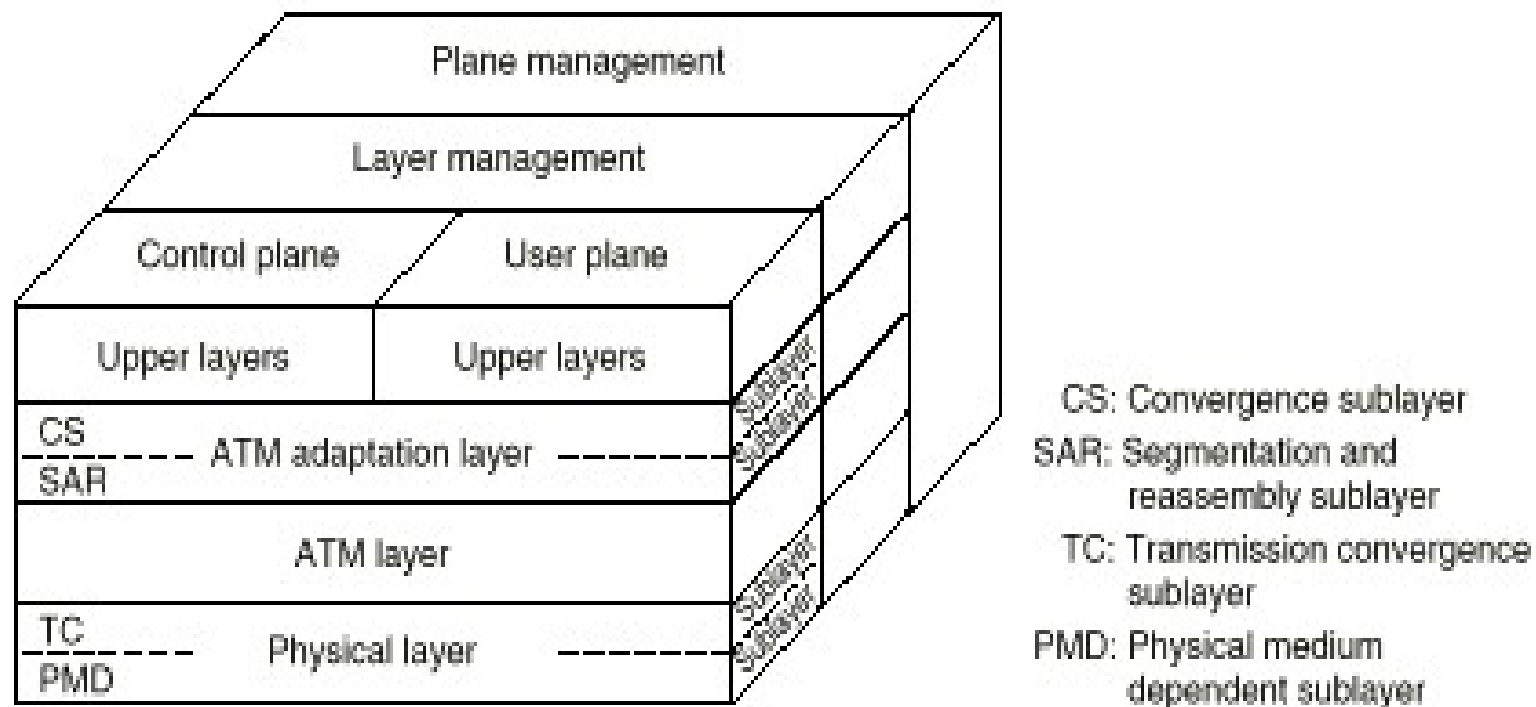 Plane management
Layer management
Control plane
User plane
Upper layers
Upper layers
CS
SAR
ATM adaptation layer
ATM layer
TC
PMD
Physical layer
Sublayer
Sublayer
Sublayer
Sublayer
CS: Convergence sublayer
SAR: Segmentation and
reassembly sublayer
TC: Transmission convergence
sublayer
PMD: Physical medium
dependent sublayer